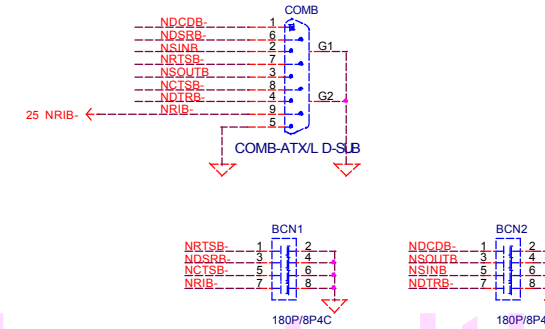 COMB
NDCDB- 1
NDSRB- 6
NSINB 2 G1
NRTSB- 7
NSOUTB 3
NCTSB- 8
NDTRB- 4 G2
25 NRIB- NRIB- 9
5
COMB-ATX/L D-SUB
BCN1 BCN2
NRTSB- 1 2 NDCDB- 1 2
NDSRB- 3 4 NSOUTB 3 4
NCTSB- 5 6 NSINB 5 6
NRIB- 7 8 NDTRB- 7 8
180P/8P4C 180P/8P4